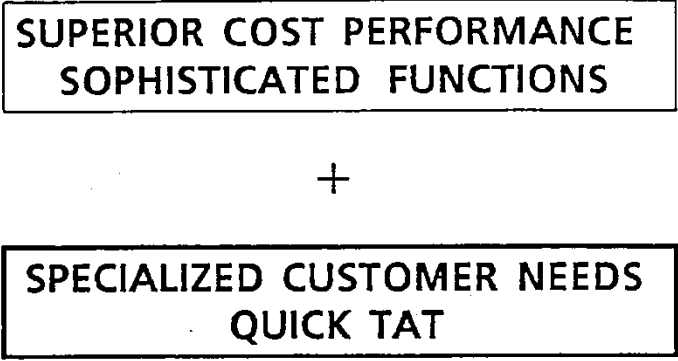 SUPERIOR COST PERFORMANCE
SOPHISTICATED FUNCTIONS
+
SPECIALIZED CUSTOMER NEEDS
QUICK TAT